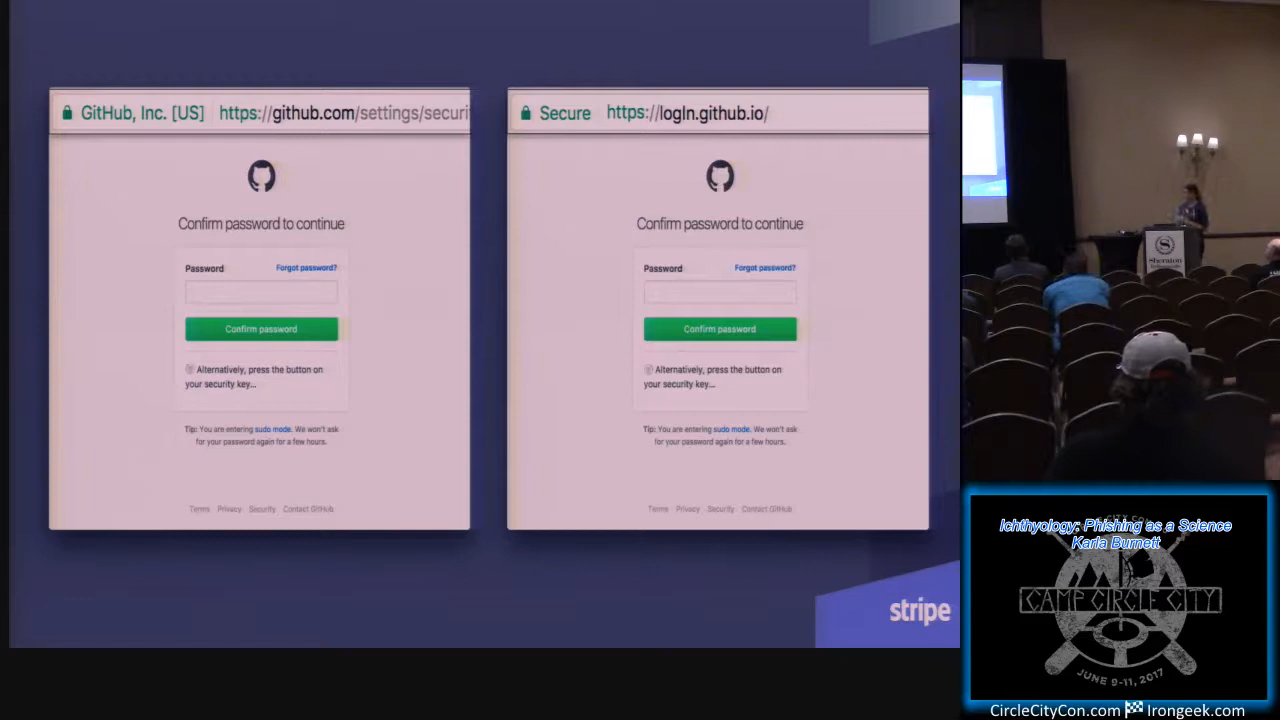 GitHub, Inc. [US] https://github.com/settings/securi
Confirm password to continue
Password Forgot password?
Confirm password
Alternatively, press the button on
your security key...
Tip: You are entering sudo mode. We won't ask
for your password again for a few hours.
Terms Privacy Security Contact GitHub
Secure https://logIn.github.io/
Confirm password to continue
Password Forgot password?
Confirm password
Alternatively, press the button on
your security key...
Tip: You are entering sudo mode. We won't ask
for your password again for a few hours.
Terms Privacy Security Contact GitHub
stripe
Sheraton
Ichthyology: Phishing as a Science
Karla Burnett
CAMP CIRCLE CITY
JUNE 9-11, 2017
CircleCityCon.com Irongeek.com